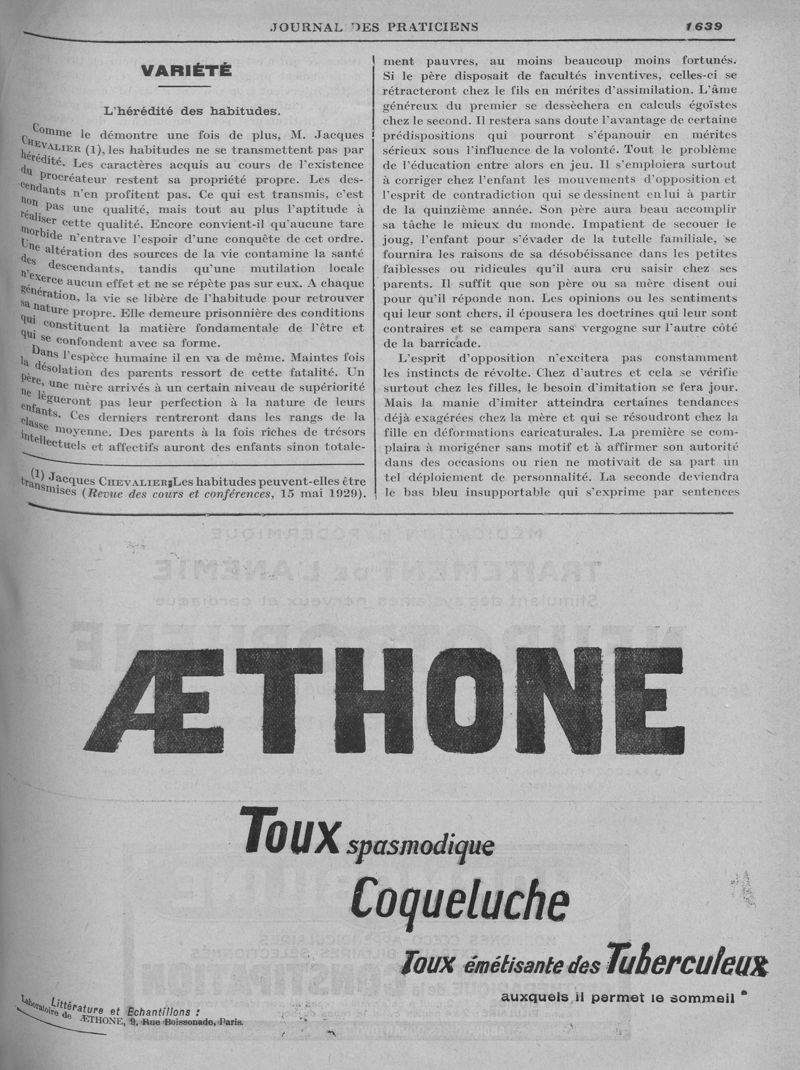 JOURNAL DES PRATICIENS 1639
VARIÉTÉ
L'hérédité des habitudes.
Comme le démontre une fois de plus, M. Jacques
CHEVALIER (1), les habitudes ne se transmettent pas par
hérédité. Les caractères acquis au cours de l'existence
du procréateur restent sa propriété propre. Les des-
cendants n'en profitent pas. Ce qui est transmis, c'est
non pas une qualité, mais tout au plus l'aptitude à
réaliser cette qualité. Encore convient-il qu'aucune tare
morbide n'entrave l'espoir d'une conquête de cet ordre.
Une altération des sources de la vie contamine la santé
des descendants, tandis qu'une mutilation locale
n'exerce aucun effet et ne se répète pas sur eux. A chaque
génération, la vie se libère de l'habitude pour retrouver
sa nature propre. Elle demeure prisonnière des conditions
qui constituent la matière fondamentale de l'être et
qui se confondent avec sa forme.
Dans l'espèce humaine il en va de même. Maintes fois
la désolation des parents ressort de cette fatalité. Un
père, une mère arrivés à un certain niveau de supériorité
ne lègueront pas leur perfection à la nature de leurs
enfants. Ces derniers rentreront dans les rangs de la
classe moyenne. Des parents à la fois riches de trésors
intellectuels et affectifs auront des enfants sinon totale-
(1) Jacques CHEVALIER Les habitudes peuvent-elles être
transmises (Revue des cours et conférences, 15 mai 1929).
ment pauvres, au moins beaucoup moins fortunés.
Si le père disposait de facultés inventives, celles-ci se
rétracteront chez le fils en mérites d'assimilation. L'âme
généreux du premier se dessèchera en calculs égoïstes
chez le second. Il restera sans doute l'avantage de certaine
prédispositions qui pourront s'épanouir en mérites
sérieux sous l'influence de la volonté. Tout le problème
de l'éducation entre alors en jeu. Il s'emploiera surtout
à corriger chez l'enfant les mouvements d'opposition et
l'esprit de contradiction qui se dessinent en lui à partir
de la quinzième année. Son père aura beau accomplir
sa tâche le mieux du monde. Impatient de secouer le
joug, l'enfant pour s'évader de la tutelle familiale, se
fournira les raisons de sa désobéissance dans les petites
faiblesses ou ridicules qu'il aura cru saisir chez ses
parents. Il suffit que son père ou sa mère disent oui
pour qu'il réponde non. Les opinions ou les sentiments
qui leur sont chers, il épousera les doctrines qui leur sont
contraires et se campera sans vergogne sur l'autre côté
de la barricade.
L'esprit d'opposition n'excitera pas constamment
les instincts de révolte. Chez d'autres et cela se vérifie
surtout chez les filles, le besoin d'imitation se fera jour.
Mais la manie d'imiter atteindra certaines tendances
déjà exagérées chez la mère et qui se résoudront chez la
fille en déformations caricaturales. La première se com-
plaira à morigéner sans motif et à affirmer son autorité
dans des occasions ou rien ne motivait de sa part un
tel déploiement de personnalité. La seconde deviendra
le bas bleu insupportable qui s'exprime par sentences
ÆTHONE
Toux spasmodique
Coqueluche
Toux émétisante des Tuberculeux
auxquels il permet le sommeil
Littérature et Echantillons :
Laboratoire de ÆTHONE, 9, Rue Boissonade, Paris.